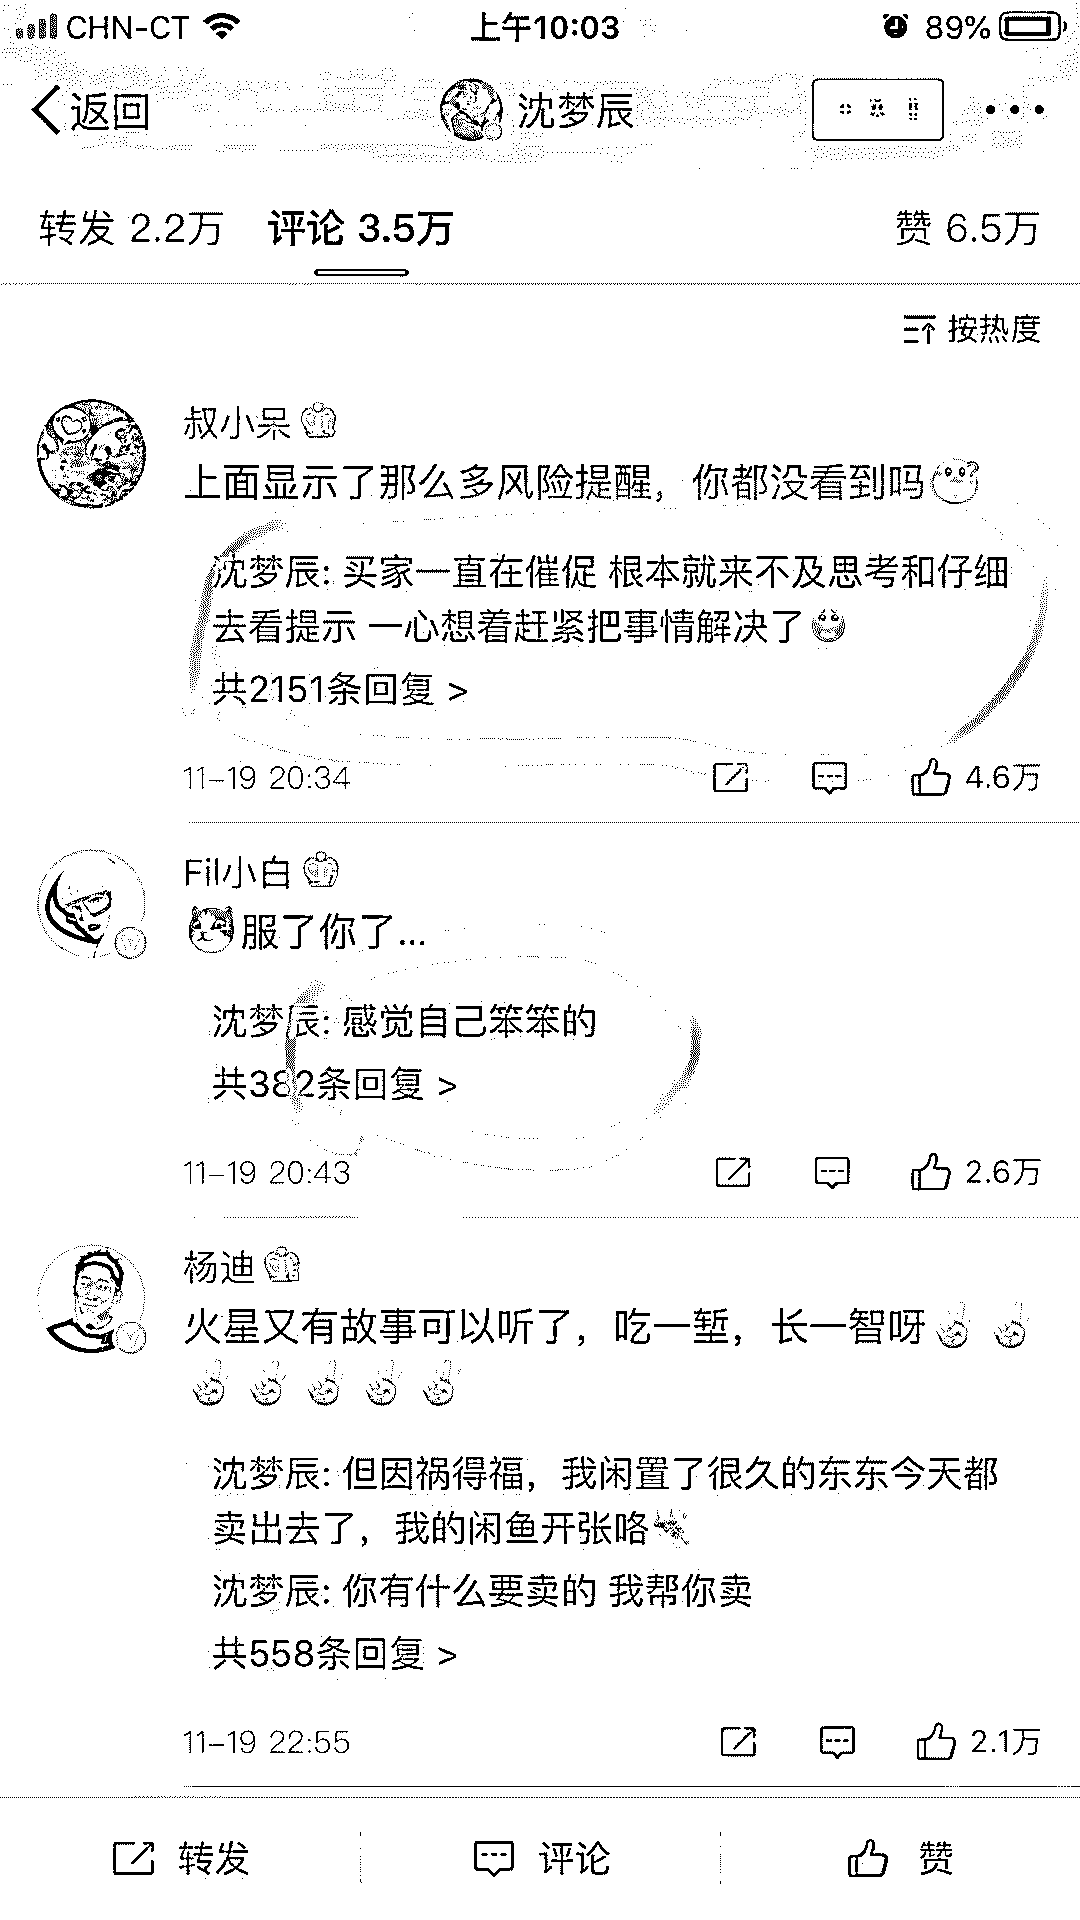 CHN-CT 上午10:03 89%
返回 沈梦辰
转发 2.2万 评论 3.5万 赞 6.5万
按热度
叔小呆
上面显示了那么多风险提醒，你都没看到吗
沈梦辰: 买家一直在催促 根本就来不及思考和仔细
去看提示 一心想着赶紧把事情解决了
共2151条回复 >
11-19 20:34 4.6万
Fil小白
服了你了...
沈梦辰: 感觉自己笨笨的
共382条回复 >
11-19 20:43 2.6万
杨迪
火星又有故事可以听了，吃一堑，长一智呀
沈梦辰: 但因祸得福，我闲置了很久的东东今天都
卖出去了，我的闲鱼开张咯
沈梦辰: 你有什么要卖的 我帮你卖
共558条回复 >
11-19 22:55 2.1万
转发 评论 赞